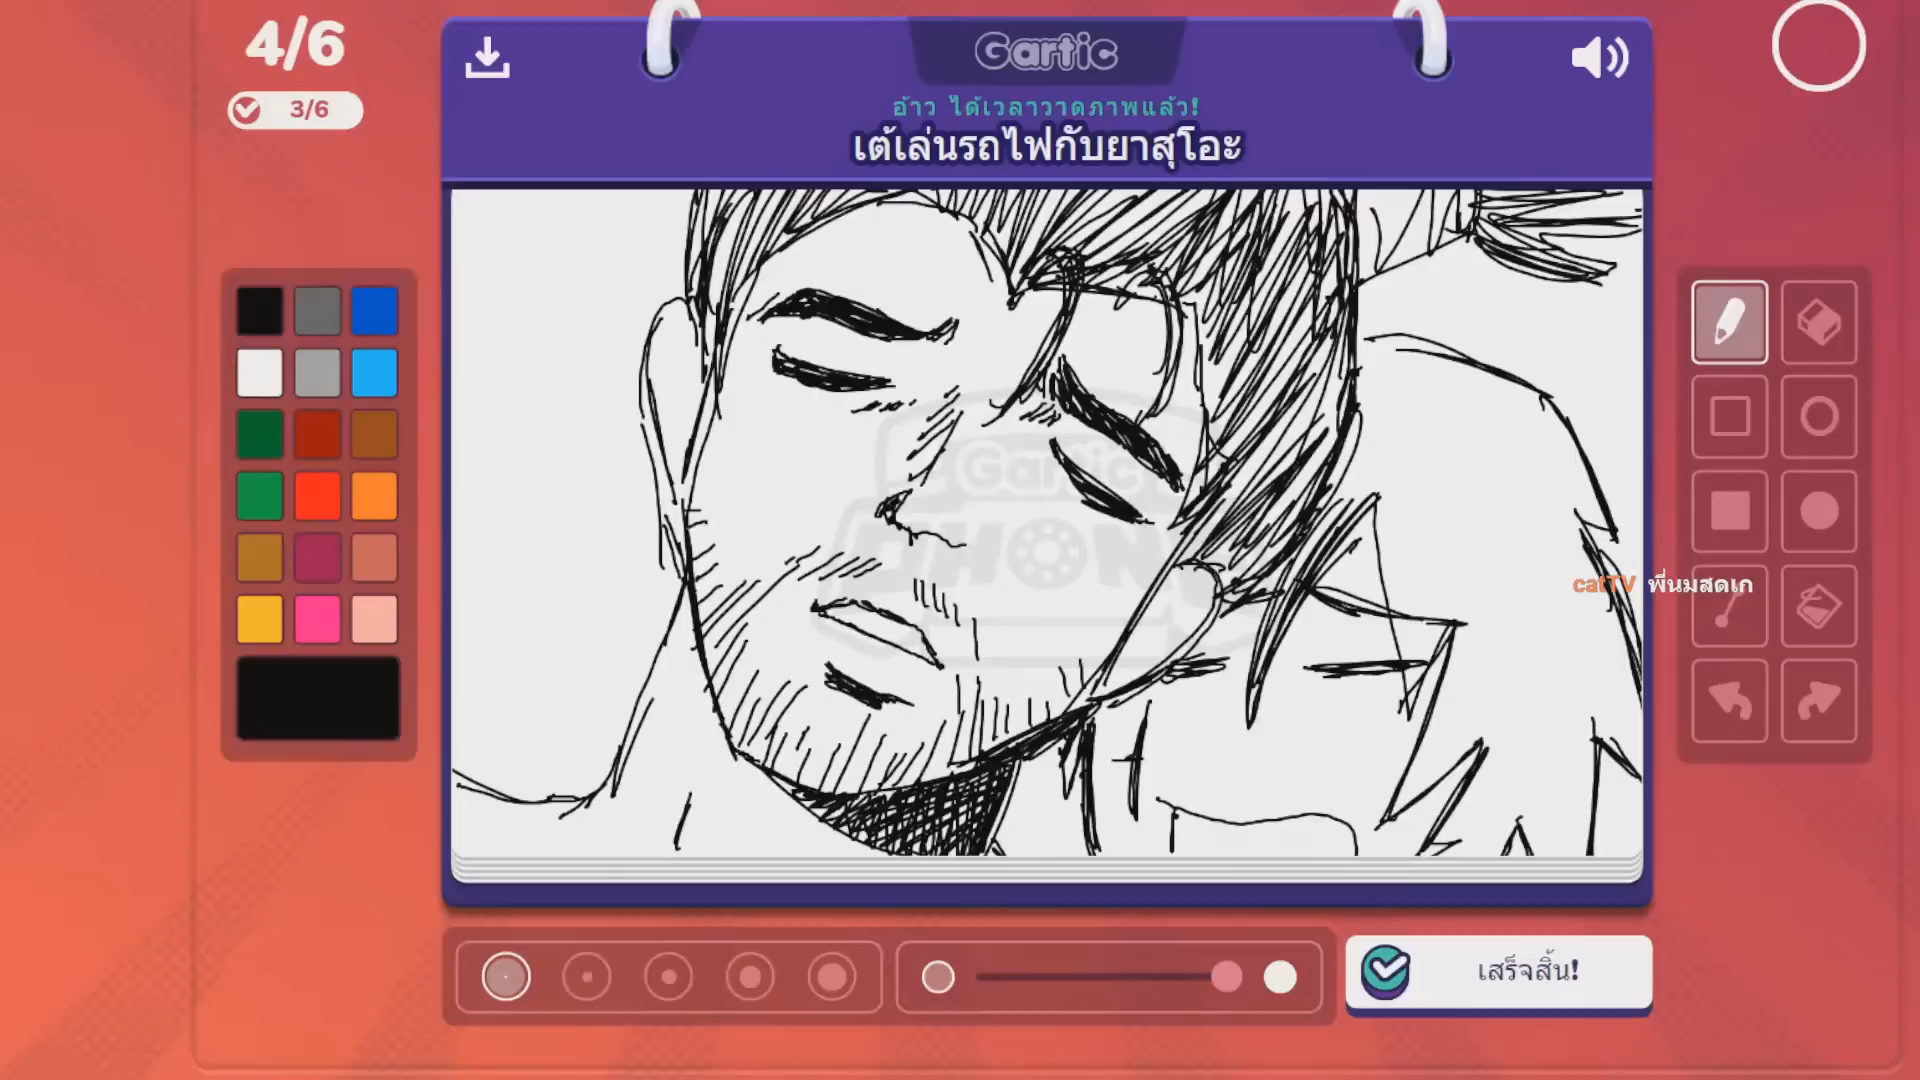 4/6
3/6
Gartic
อ้าว ได้เวลาวาดภาพแล้ว!
เต้เล่นรถไฟกับยาสุโอะ
Gartic
PHON
catTV พี่นมสดเก
เสร็จสิ้น!